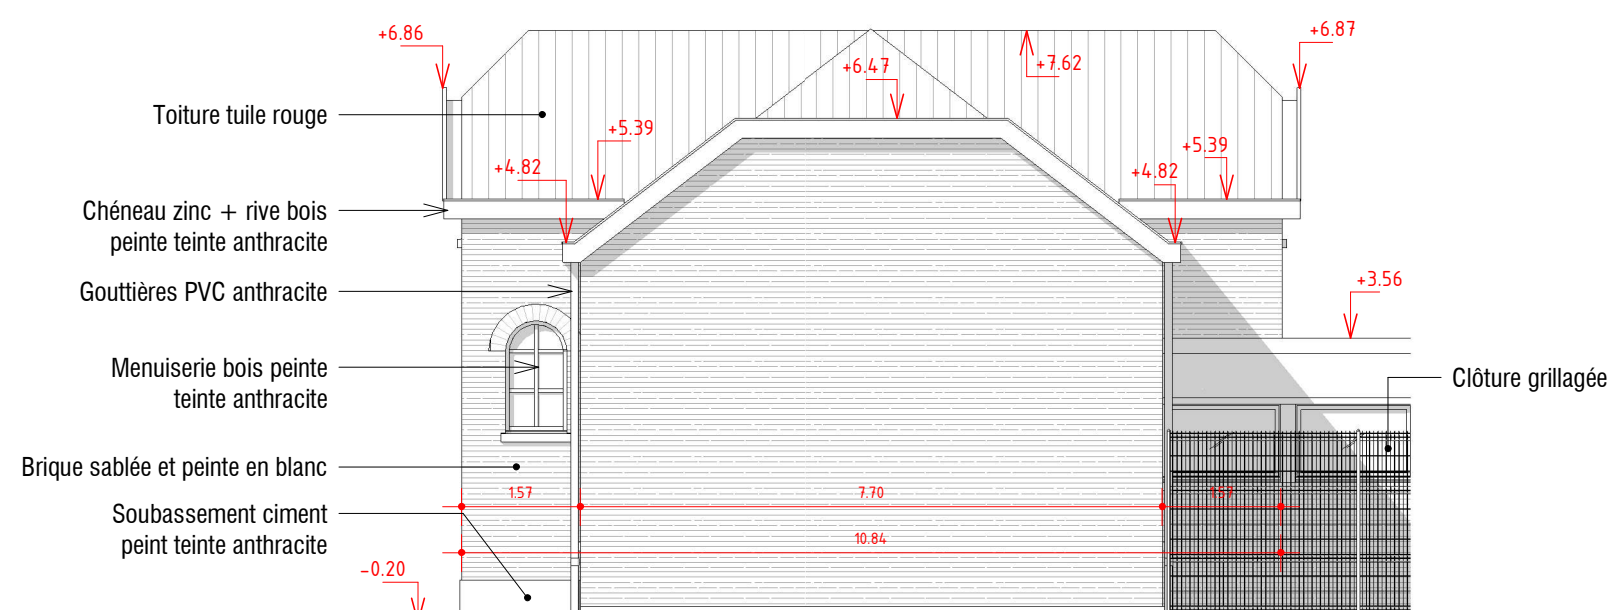 +6.86
+6.87
+6.47
+7.62
Toiture tuile rouge
+5.39
+5.39
+4.82
+4.82
Chéneau zinc + rive bois
peinte teinte anthracite
Gouttières PVC anthracite
+3.56
Menuiserie bois peinte
teinte anthracite
Clôture grillagée
Brique sablée et peinte en blanc
1.57
7.70
1.57
Soubassement ciment
peint teinte anthracite
10.84
-0.20